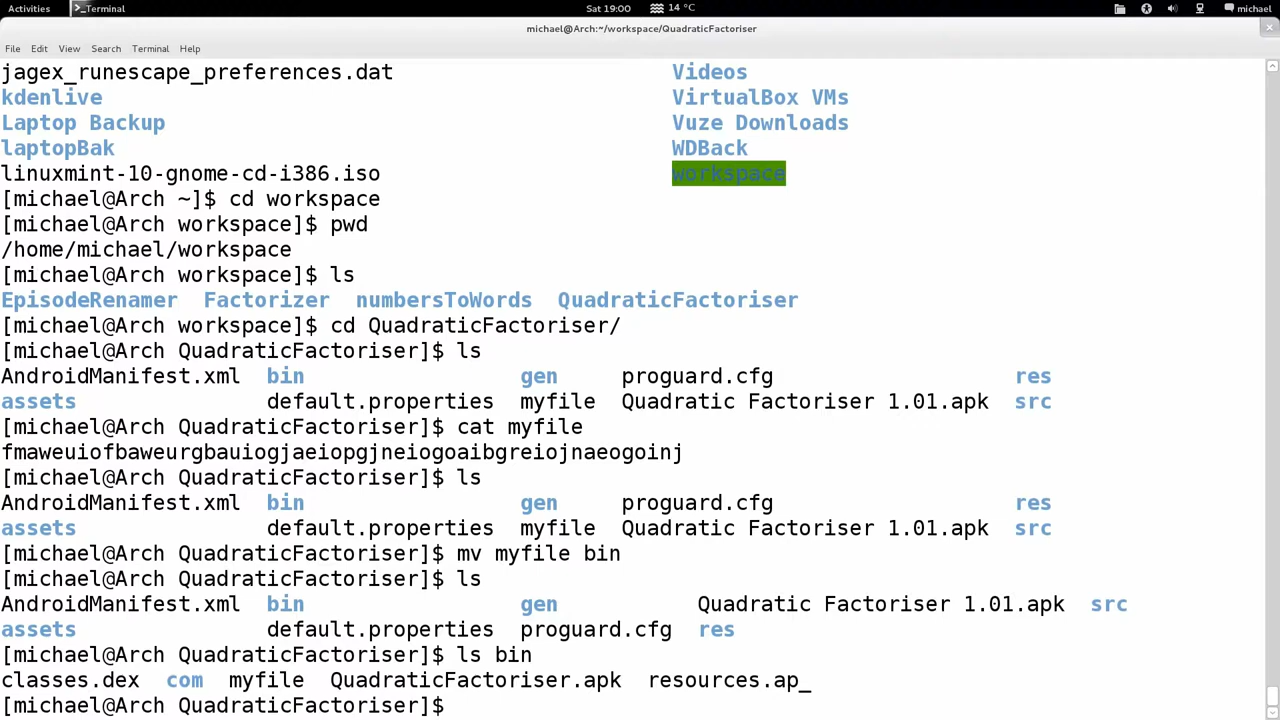 Activities Terminal Sat 19:00 14 °C michael
michael@Arch:~/workspace/QuadraticFactoriser
File Edit View Search Terminal Help
jagex_runescape_preferences.dat Videos
kdenlive VirtualBox VMs
Laptop Backup Vuze Downloads
laptopBak WDBack
linuxmint-10-gnome-cd-i386.iso workspace
[michael@Arch ~]$ cd workspace
[michael@Arch workspace]$ pwd
/home/michael/workspace
[michael@Arch workspace]$ ls
EpisodeRenamer Factorizer numbersToWords QuadraticFactoriser
[michael@Arch workspace]$ cd QuadraticFactoriser/
[michael@Arch QuadraticFactoriser]$ ls
AndroidManifest.xml bin gen proguard.cfg res
assets default.properties myfile Quadratic Factoriser 1.01.apk src
[michael@Arch QuadraticFactoriser]$ cat myfile
fmaweuiofbaweurgbauiogjaeiopgjneiogoaibgreiojnaeogoinj
[michael@Arch QuadraticFactoriser]$ ls
AndroidManifest.xml bin gen proguard.cfg res
assets default.properties myfile Quadratic Factoriser 1.01.apk src
[michael@Arch QuadraticFactoriser]$ mv myfile bin
[michael@Arch QuadraticFactoriser]$ ls
AndroidManifest.xml bin gen Quadratic Factoriser 1.01.apk src
assets default.properties proguard.cfg res
[michael@Arch QuadraticFactoriser]$ ls bin
classes.dex com myfile QuadraticFactoriser.apk resources.ap_
[michael@Arch QuadraticFactoriser]$